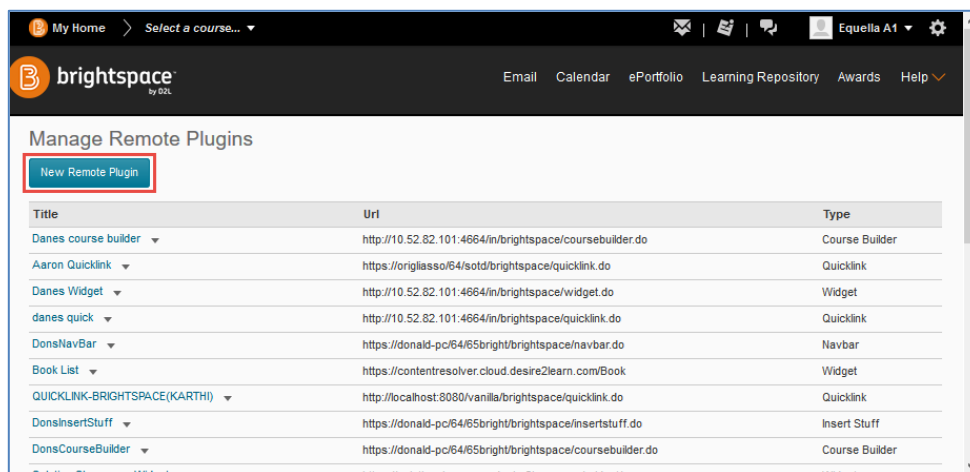 My Home > Select a course... Equella A1
brightspace
by D2L
Email Calendar ePortfolio Learning Repository Awards Help
Manage Remote Plugins
New Remote Plugin
Title Url Type
Danes course builder http://10.52.82.101:4664/in/brightspace/coursebuilder.do Course Builder
Aaron Quicklink https://origliasso/64/sotd/brightspace/quicklink.do Quicklink
Danes Widget http://10.52.82.101:4664/in/brightspace/widget.do Widget
danes quick http://10.52.82.101:4664/in/brightspace/quicklink.do Quicklink
DonsNavBar https://donald-pc/64/65bright/brightspace/navbar.do Navbar
Book List https://contentresolver.cloud.desire2learn.com/Book Widget
QUICKLINK-BRIGHTSPACE(KARTHI) http://localhost:8080/vanilla/brightspace/quicklink.do Quicklink
DonsInsertStuff https://donald-pc/64/65bright/brightspace/insertstuff.do Insert Stuff
DonsCourseBuilder https://donald-pc/64/65bright/brightspace/coursebuilder.do Course Builder